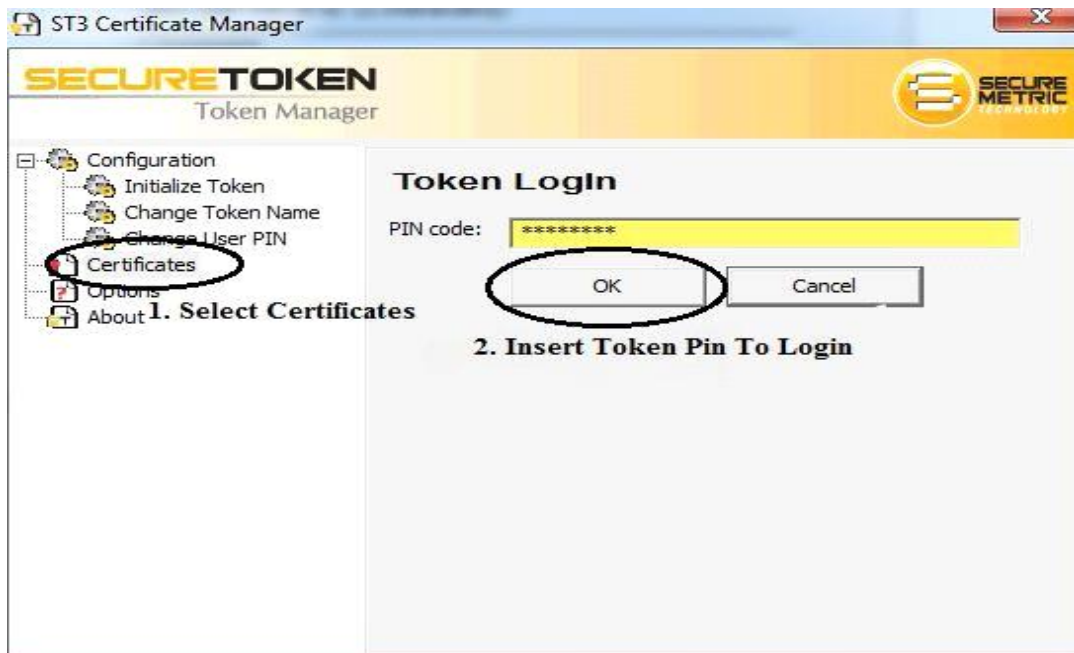 ST3 Certificate Manager
SECURETOKEN
Token Manager
SECURE
METRIC
TECHNOLOGY
Configuration
Initialize Token
Change Token Name
Change User PIN
Certificates
Options
About
1. Select Certificates
Token LogIn
PIN code: ********
OK
Cancel
2. Insert Token Pin To Login